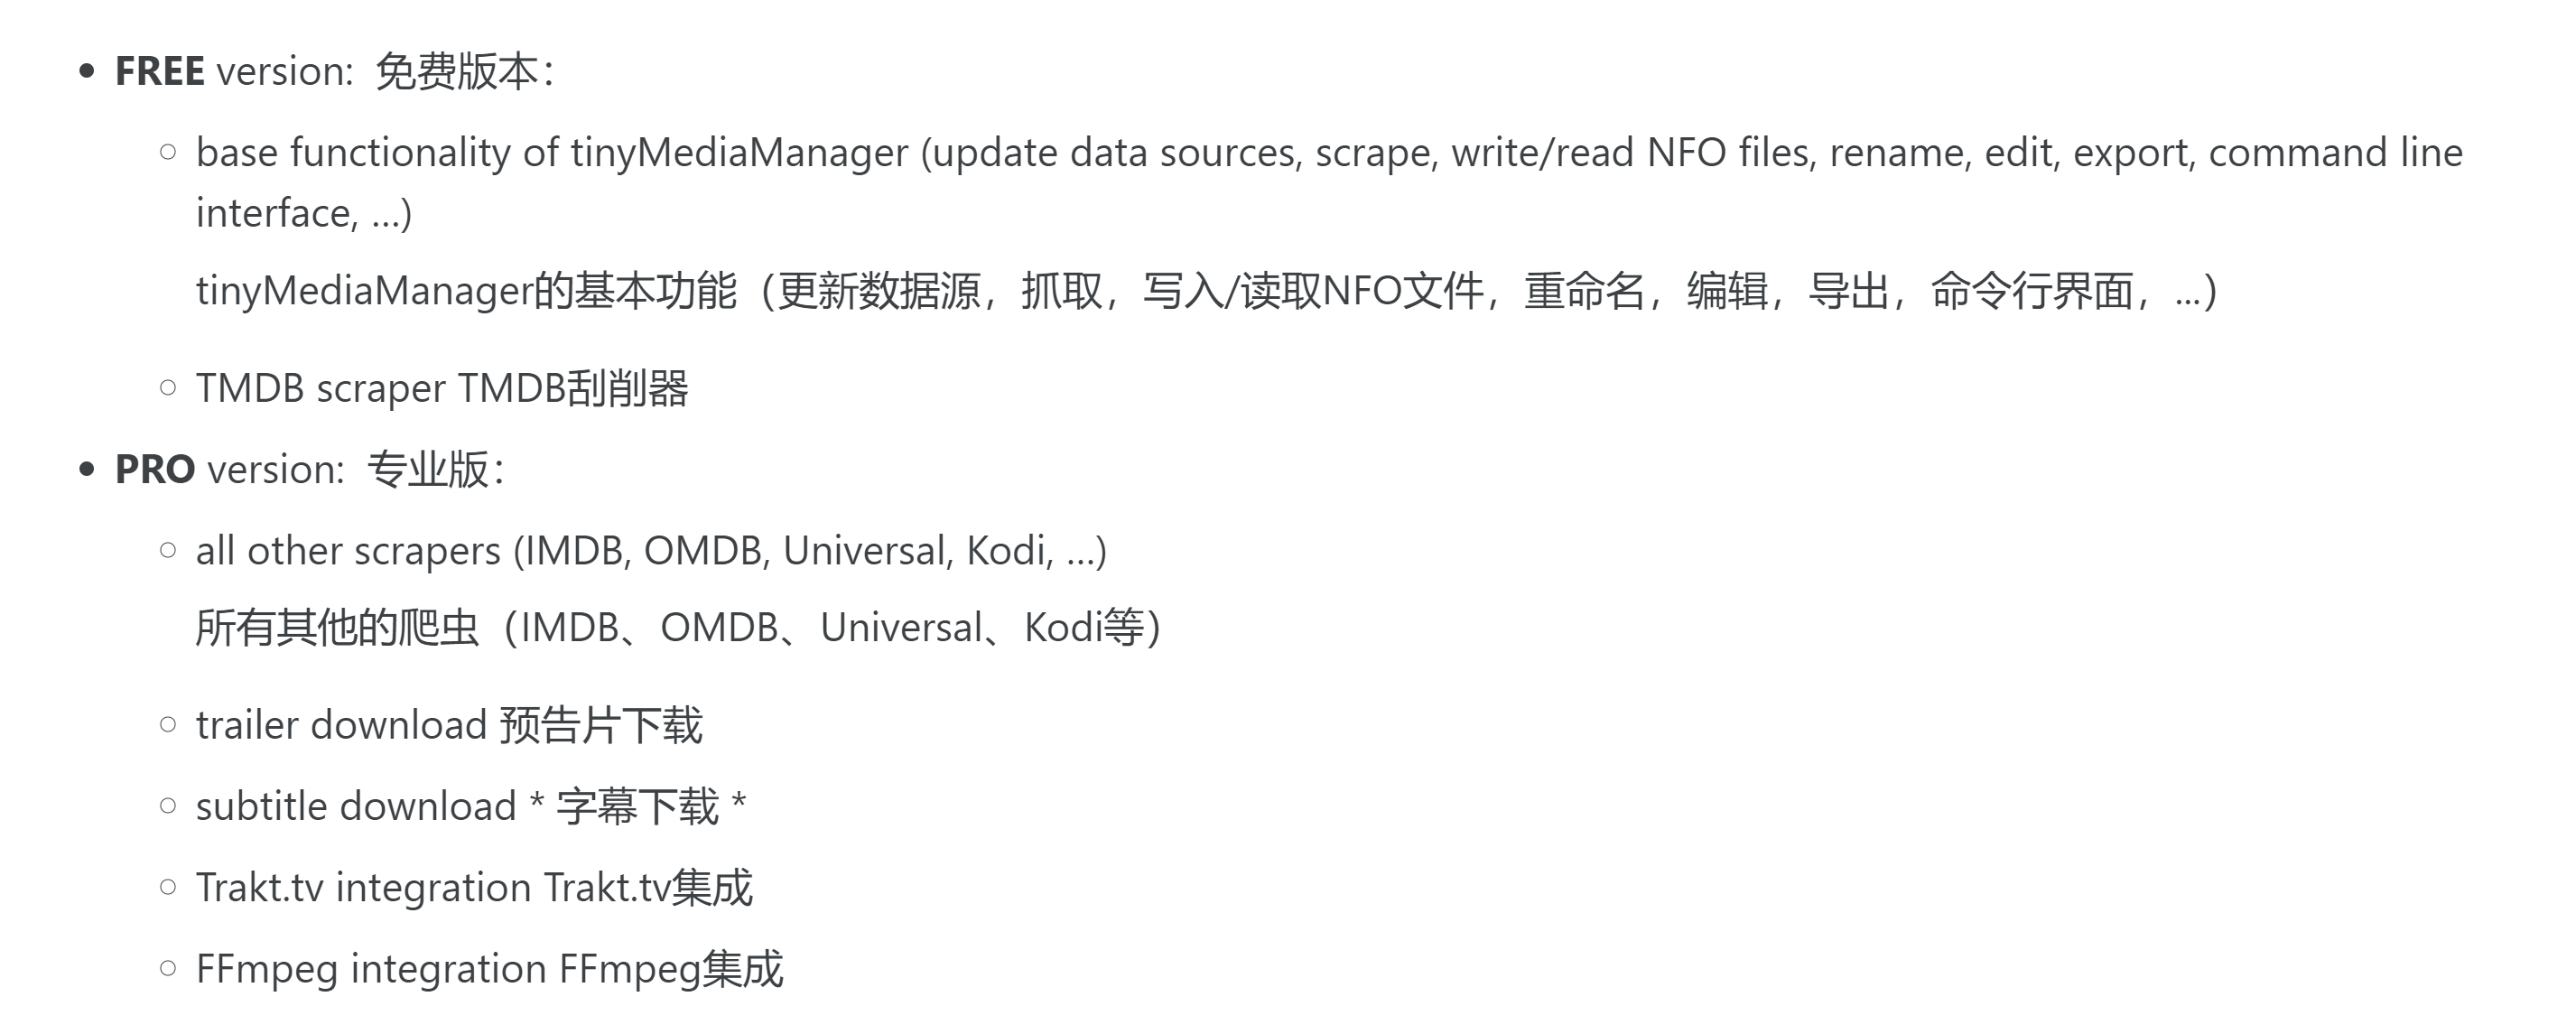 FREE version: 免费版本：
base functionality of tinyMediaManager (update data sources, scrape, write/read NFO files, rename, edit, export, command line
interface, …)
tinyMediaManager的基本功能（更新数据源，抓取，写入/读取NFO文件，重命名，编辑，导出，命令行界面，...）
TMDB scraper TMDB刮削器
PRO version: 专业版：
all other scrapers (IMDB, OMDB, Universal, Kodi, …)
所有其他的爬虫（IMDB、OMDB、Universal、Kodi等）
trailer download 预告片下载
subtitle download * 字幕下载 *
Trakt.tv integration Trakt.tv集成
FFmpeg integration FFmpeg集成